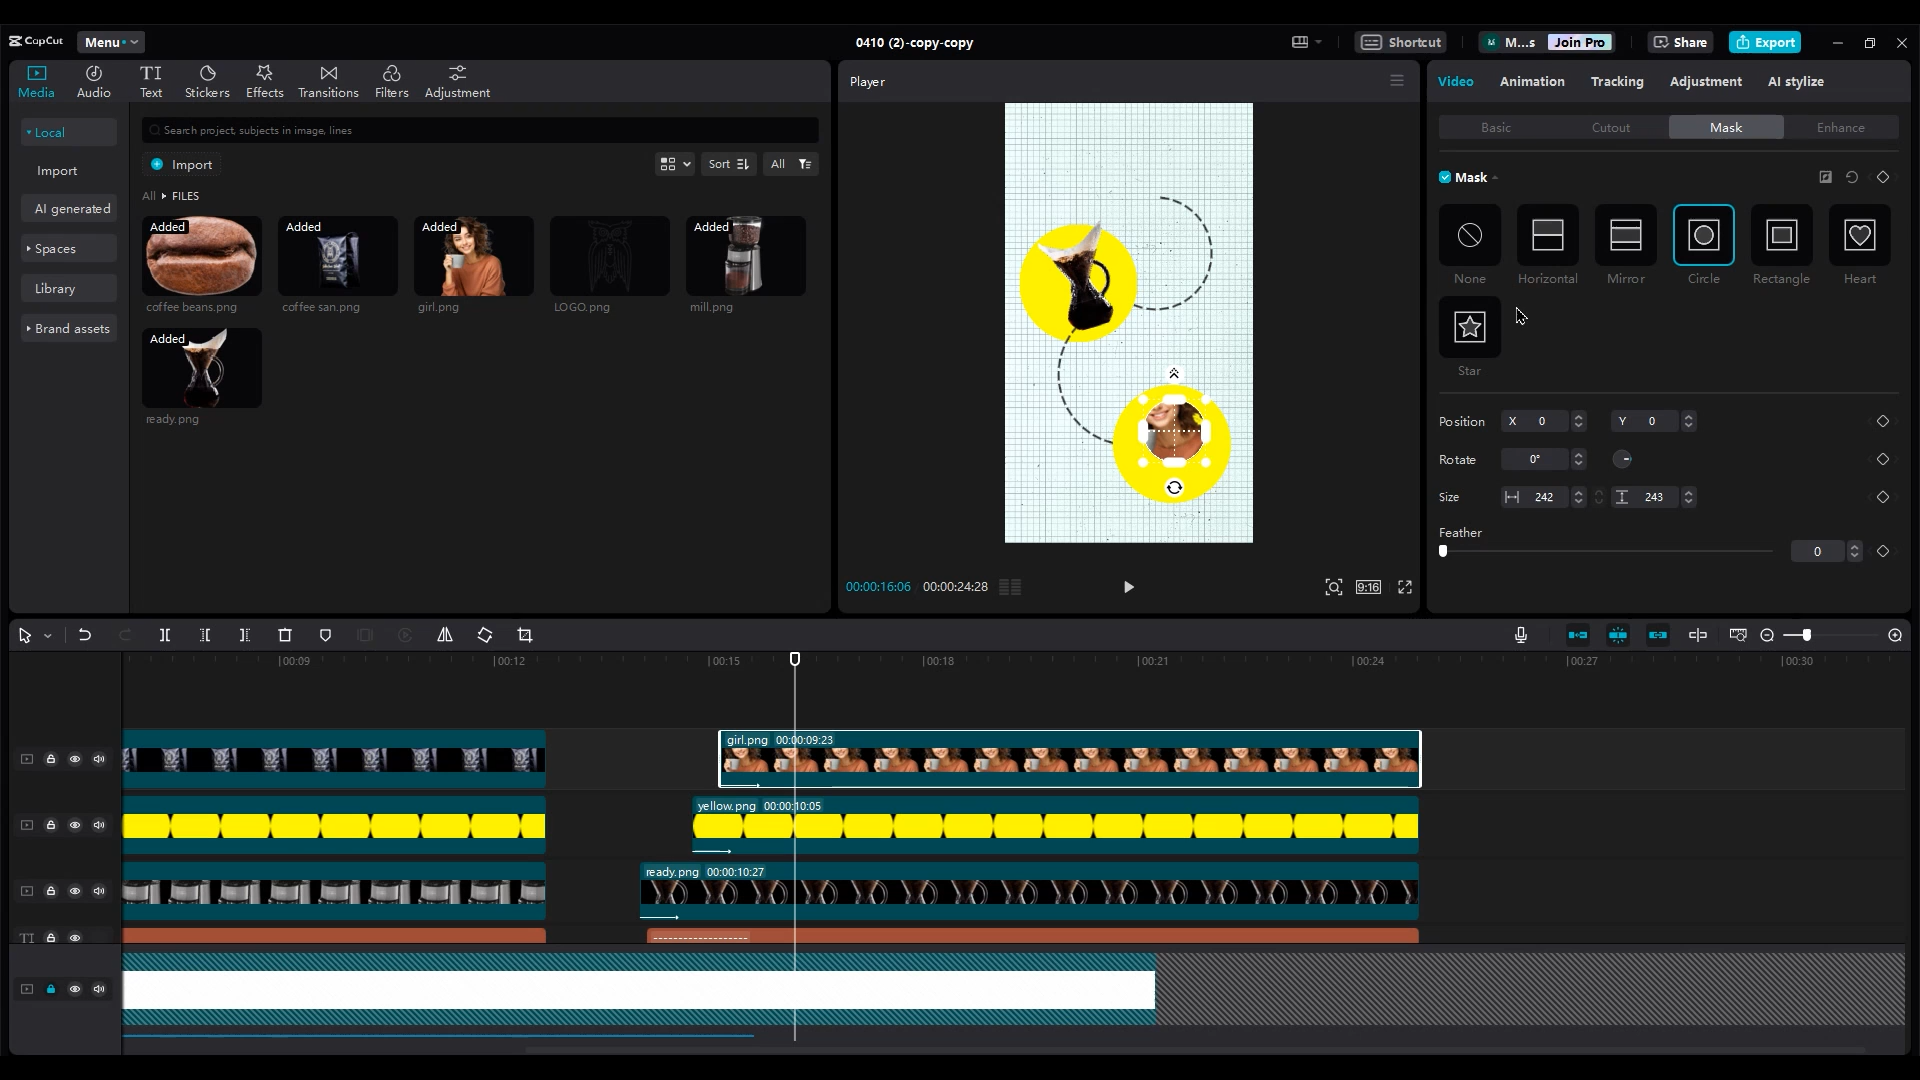 CapCut
Menu
0410 (2)-copy-copy
Shortcut
M...s
Join Pro
Share
Export
Media
Audio
TI
Text
Stickers
Effects
Transitions
Filters
Adjustment
Local
Import
AI generated
Spaces
Library
Brand assets
Search project, subjects in image, lines
Import
Sort
All
All FILES
Added
Added
Added
Added
coffee beans.png
coffee san.png
girl.png
LOGO.png
mill.png
Added
ready.png
Player
00:00:16:06
00:00:24:28
9:16
Video
Animation
Tracking
Adjustment
AI stylize
Basic
Cutout
Mask
Enhance
Mask
None
Horizontal
Mirror
Circle
Rectangle
Heart
Star
Position
X 0
Y 0
Rotate
0°
Size
242
243
Feather
0
00:09
00:12
00:15
00:18
00:21
00:24
00:27
00:30
girl.png 00:00:09:23
yellow.png 00:00:10:05
ready.png 00:00:10:27
TI
--------------------